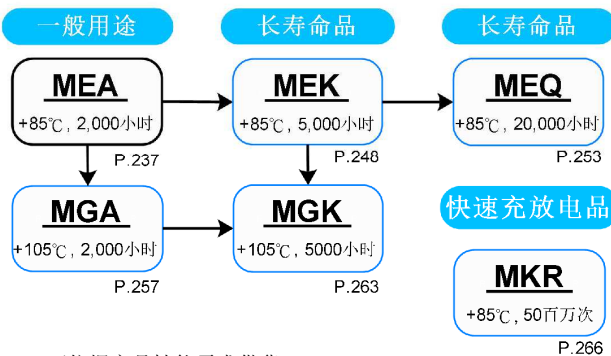 一般用途 长寿命品 长寿命品
MEA MEK MEQ
+85℃, 2,000小时 +85℃, 5,000小时 +85℃, 20,000小时
P.237 P.248 P.253
MGA MGK 快速充放电品
+105℃, 2,000小时 +105℃, 5000小时
P.257 P.263
MKR
+85℃, 50百万次
P.266